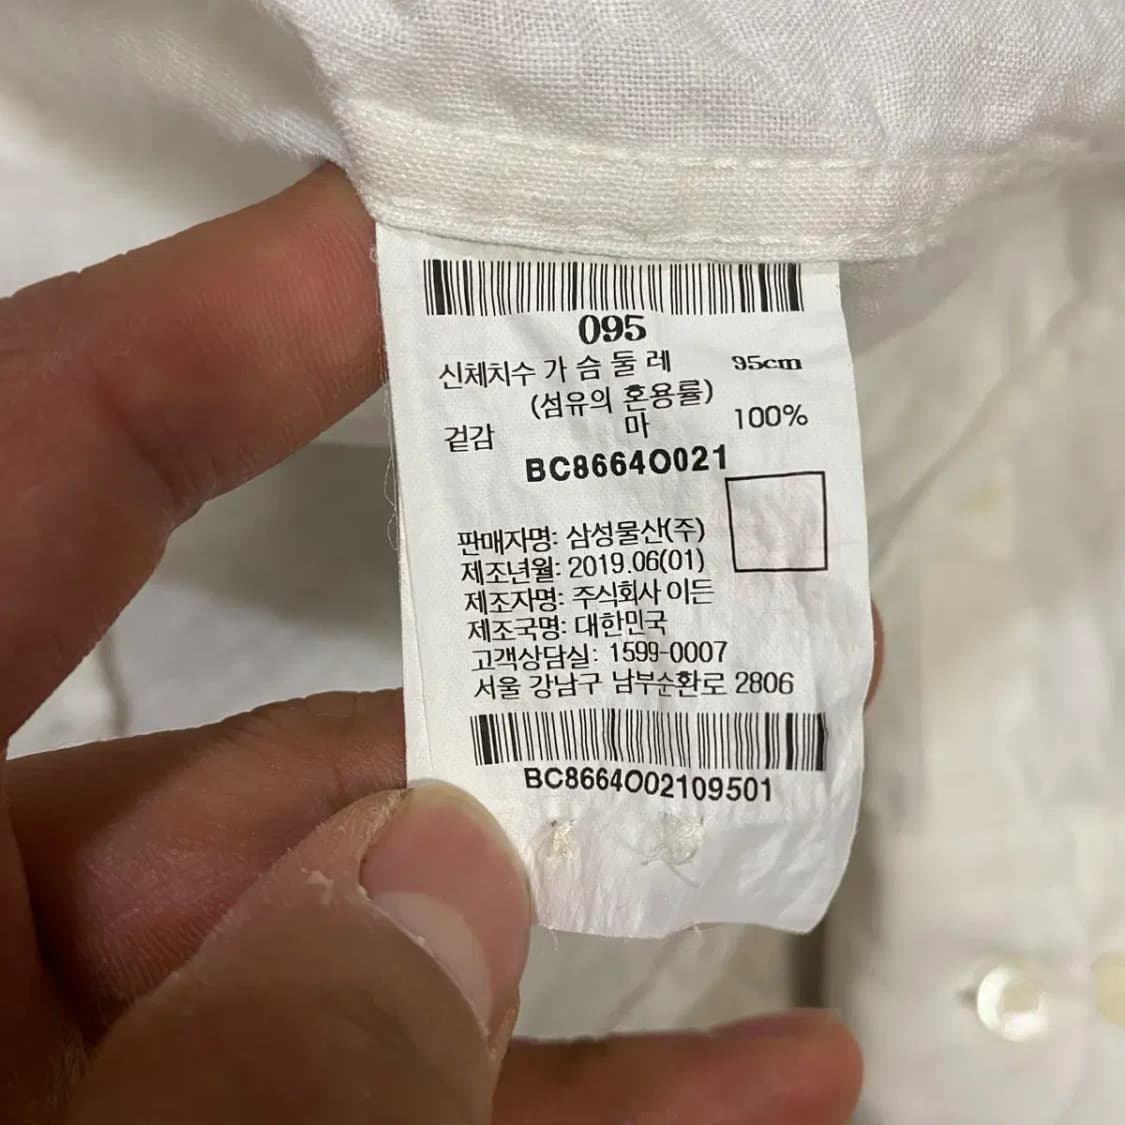 095
신체치수 가 슴 둘 레 95cm
(섬유의 혼용률)
겉감 마 100%
BC8664O021
판매자명: 삼성물산(주)
제조년월: 2019.06(01)
제조자명: 주식회사 이든
제조국명: 대한민국
고객상담실: 1599-0007
서울 강남구 남부순환로 2806
BC8664O02109501